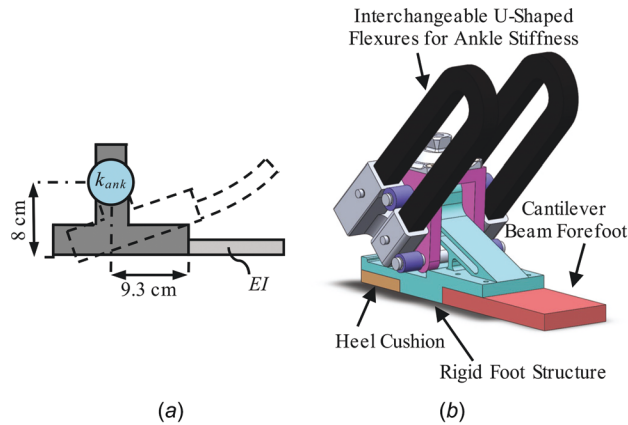 Interchangeable U-Shaped
Flexures for Ankle Stiffness
k_ank
8 cm
9.3 cm
EI
Cantilever
Beam Forefoot
Heel Cushion
Rigid Foot Structure
(a)
(b)